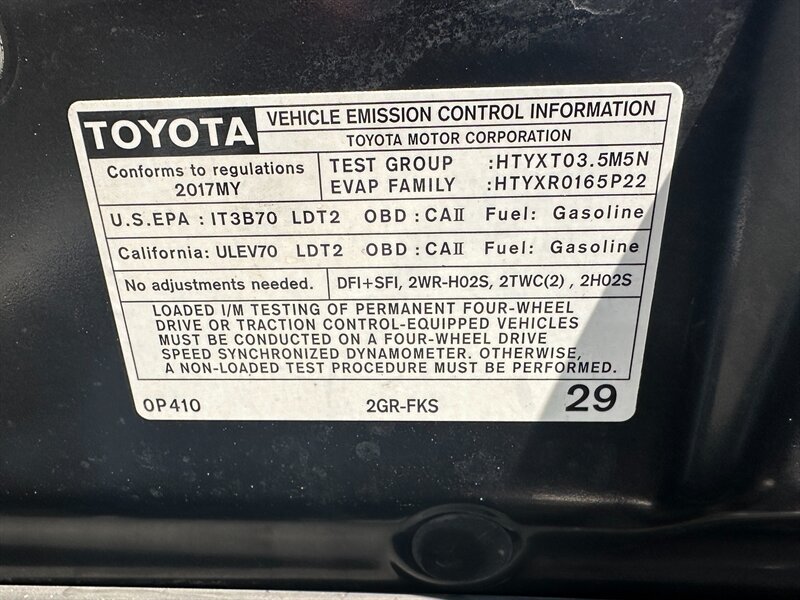 TOYOTA
VEHICLE EMISSION CONTROL INFORMATION
TOYOTA MOTOR CORPORATION
Conforms to regulations
2017MY
TEST GROUP :HTYXT03.5M5N
EVAP FAMILY :HTYXR0165P22
U.S.EPA : IT3B70 LDT2 OBD : CAII Fuel: Gasoline
California: ULEV70 LDT2 OBD : CAII Fuel: Gasoline
No adjustments needed.
DFI+SFI, 2WR-HO2S, 2TWC(2) , 2HO2S
LOADED I/M TESTING OF PERMANENT FOUR-WHEEL
DRIVE OR TRACTION CONTROL-EQUIPPED VEHICLES
MUST BE CONDUCTED ON A FOUR-WHEEL DRIVE
SPEED SYNCHRONIZED DYNAMOMETER. OTHERWISE,
A NON-LOADED TEST PROCEDURE MUST BE PERFORMED.
0P410 2GR-FKS 29